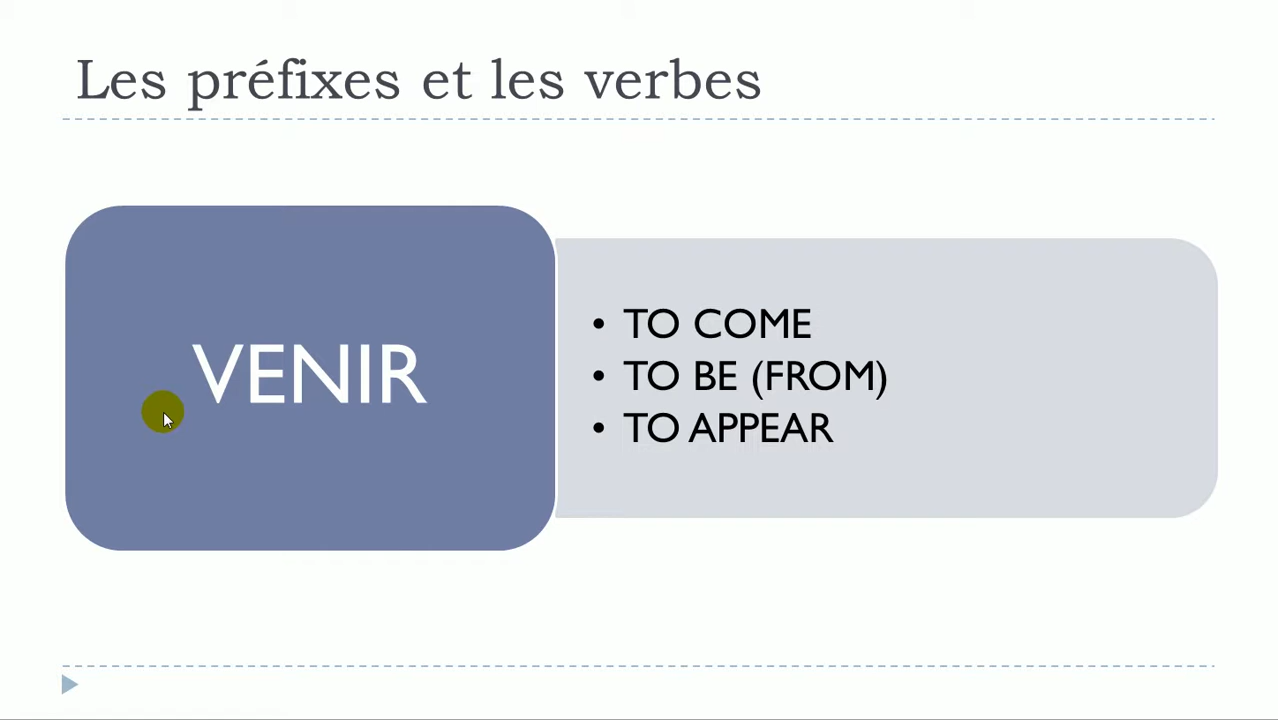 Les préfixes et les verbes
VENIR
• TO COME
• TO BE (FROM)
• TO APPEAR